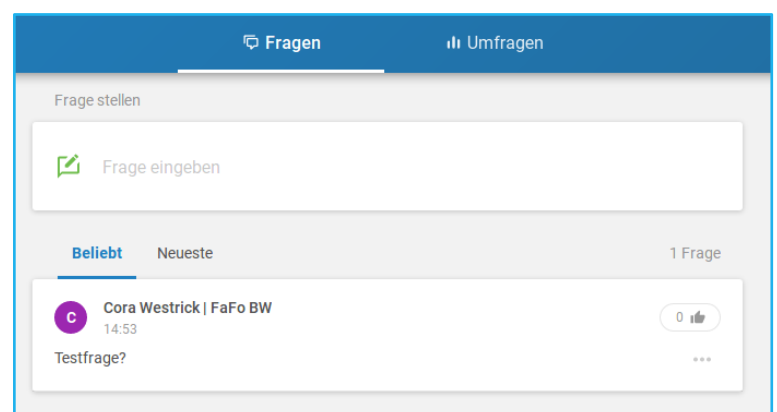 Fragen Umfragen
Frage stellen
Frage eingeben
Beliebt Neueste 1 Frage
C Cora Westrick | FaFo BW
14:53
0
Testfrage?